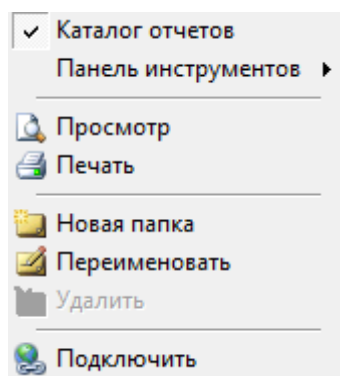 Каталог отчетов
Панель инструментов
Просмотр
Печать
Новая папка
Переименовать
Удалить
Подключить